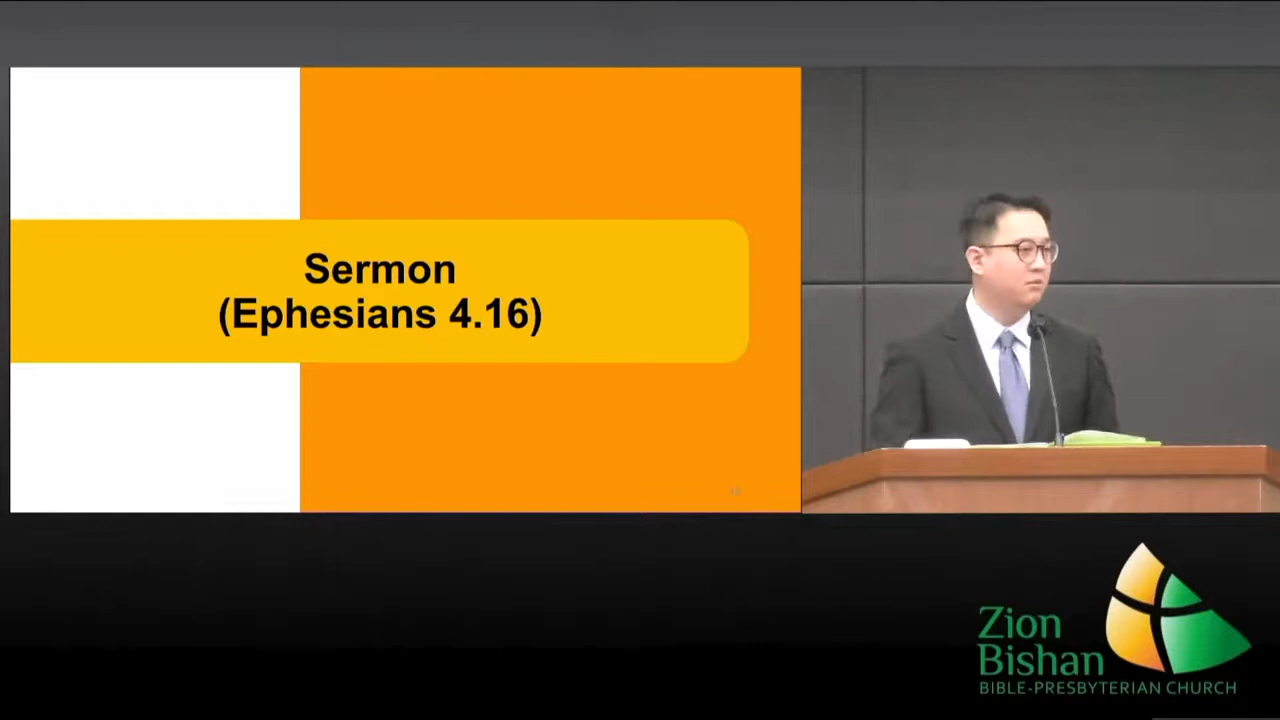 Sermon
(Ephesians 4.16)
Zion
Bishan
BIBLE-PRESBYTERIAN CHURCH